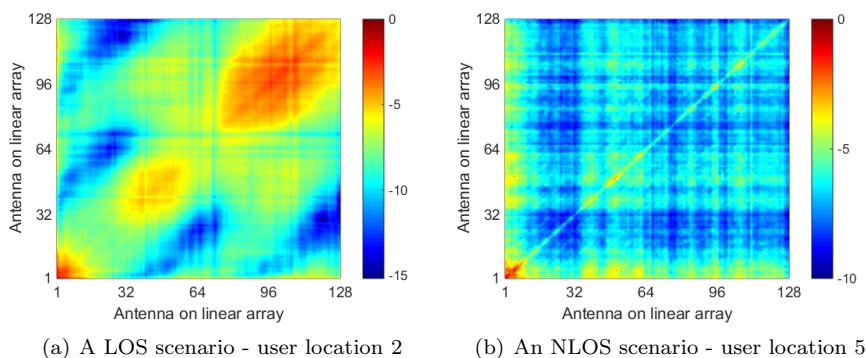 128
96
64
32
1
Antenna on linear array
1 32 64 96 128
Antenna on linear array
0
-5
-10
-15
(a) A LOS scenario - user location 2
128
96
64
32
1
Antenna on linear array
1 32 64 96 128
Antenna on linear array
0
-5
-10
(b) An NLOS scenario - user location 5